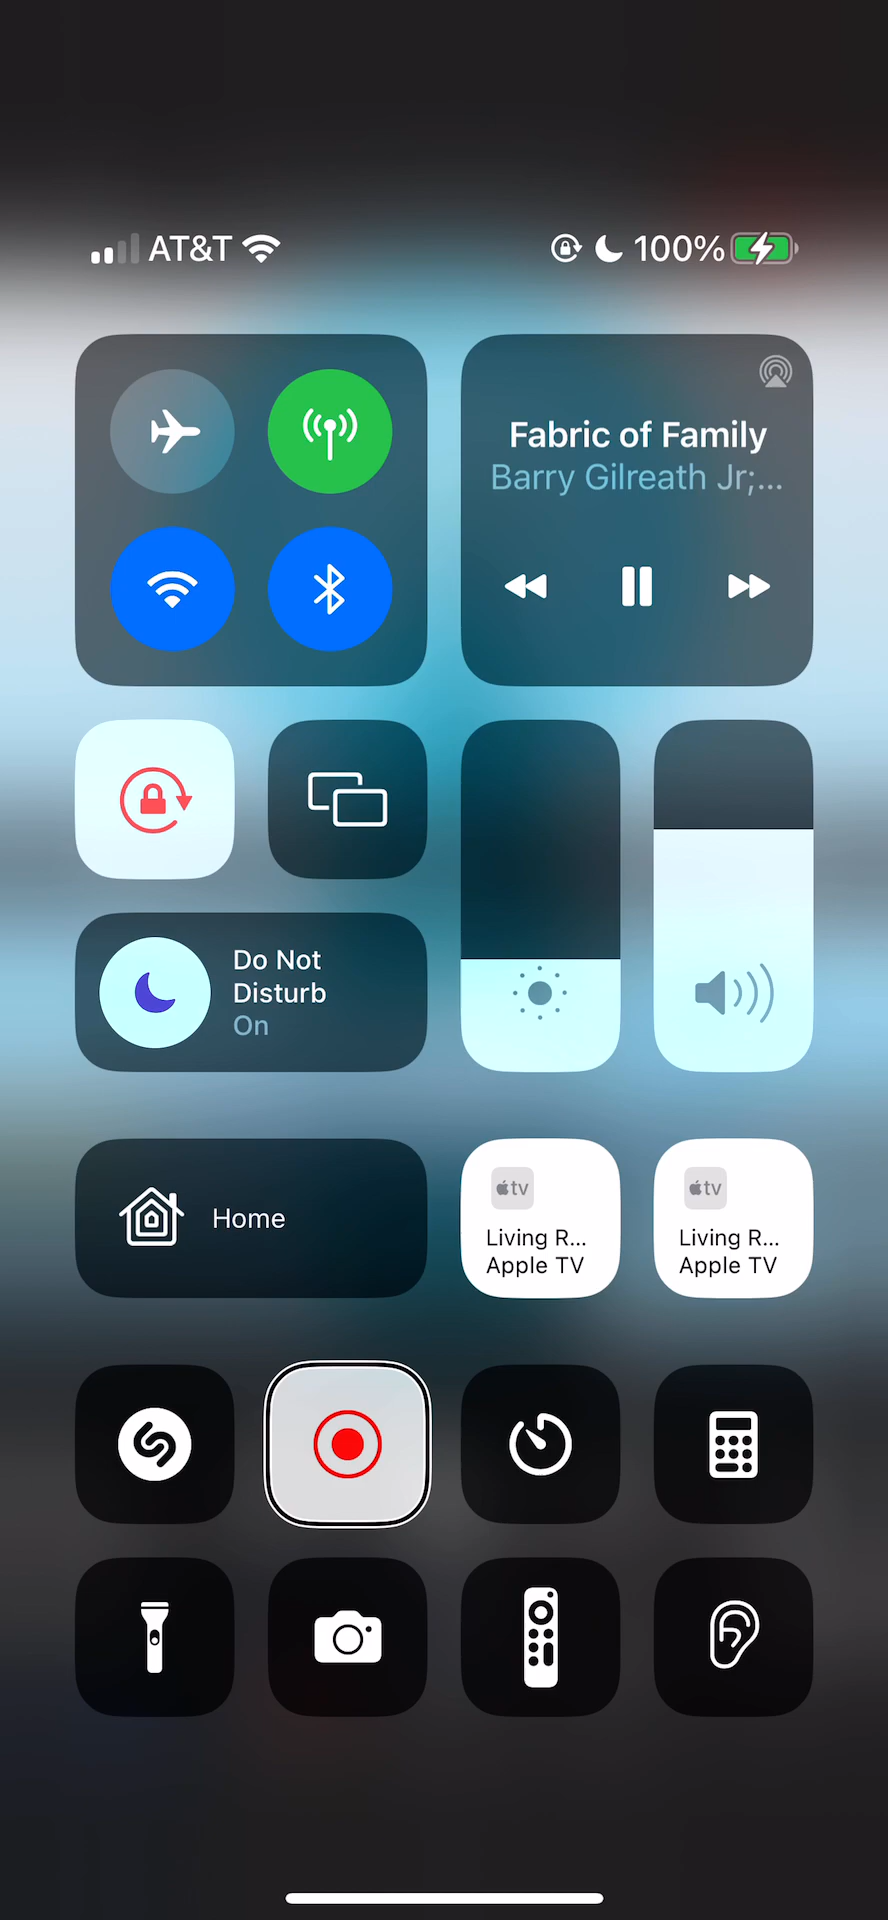 AT&T 100%
Fabric of Family
Barry Gilreath Jr;...
Do Not
Disturb
On
Home
tv
Living R...
Apple TV
tv
Living R...
Apple TV